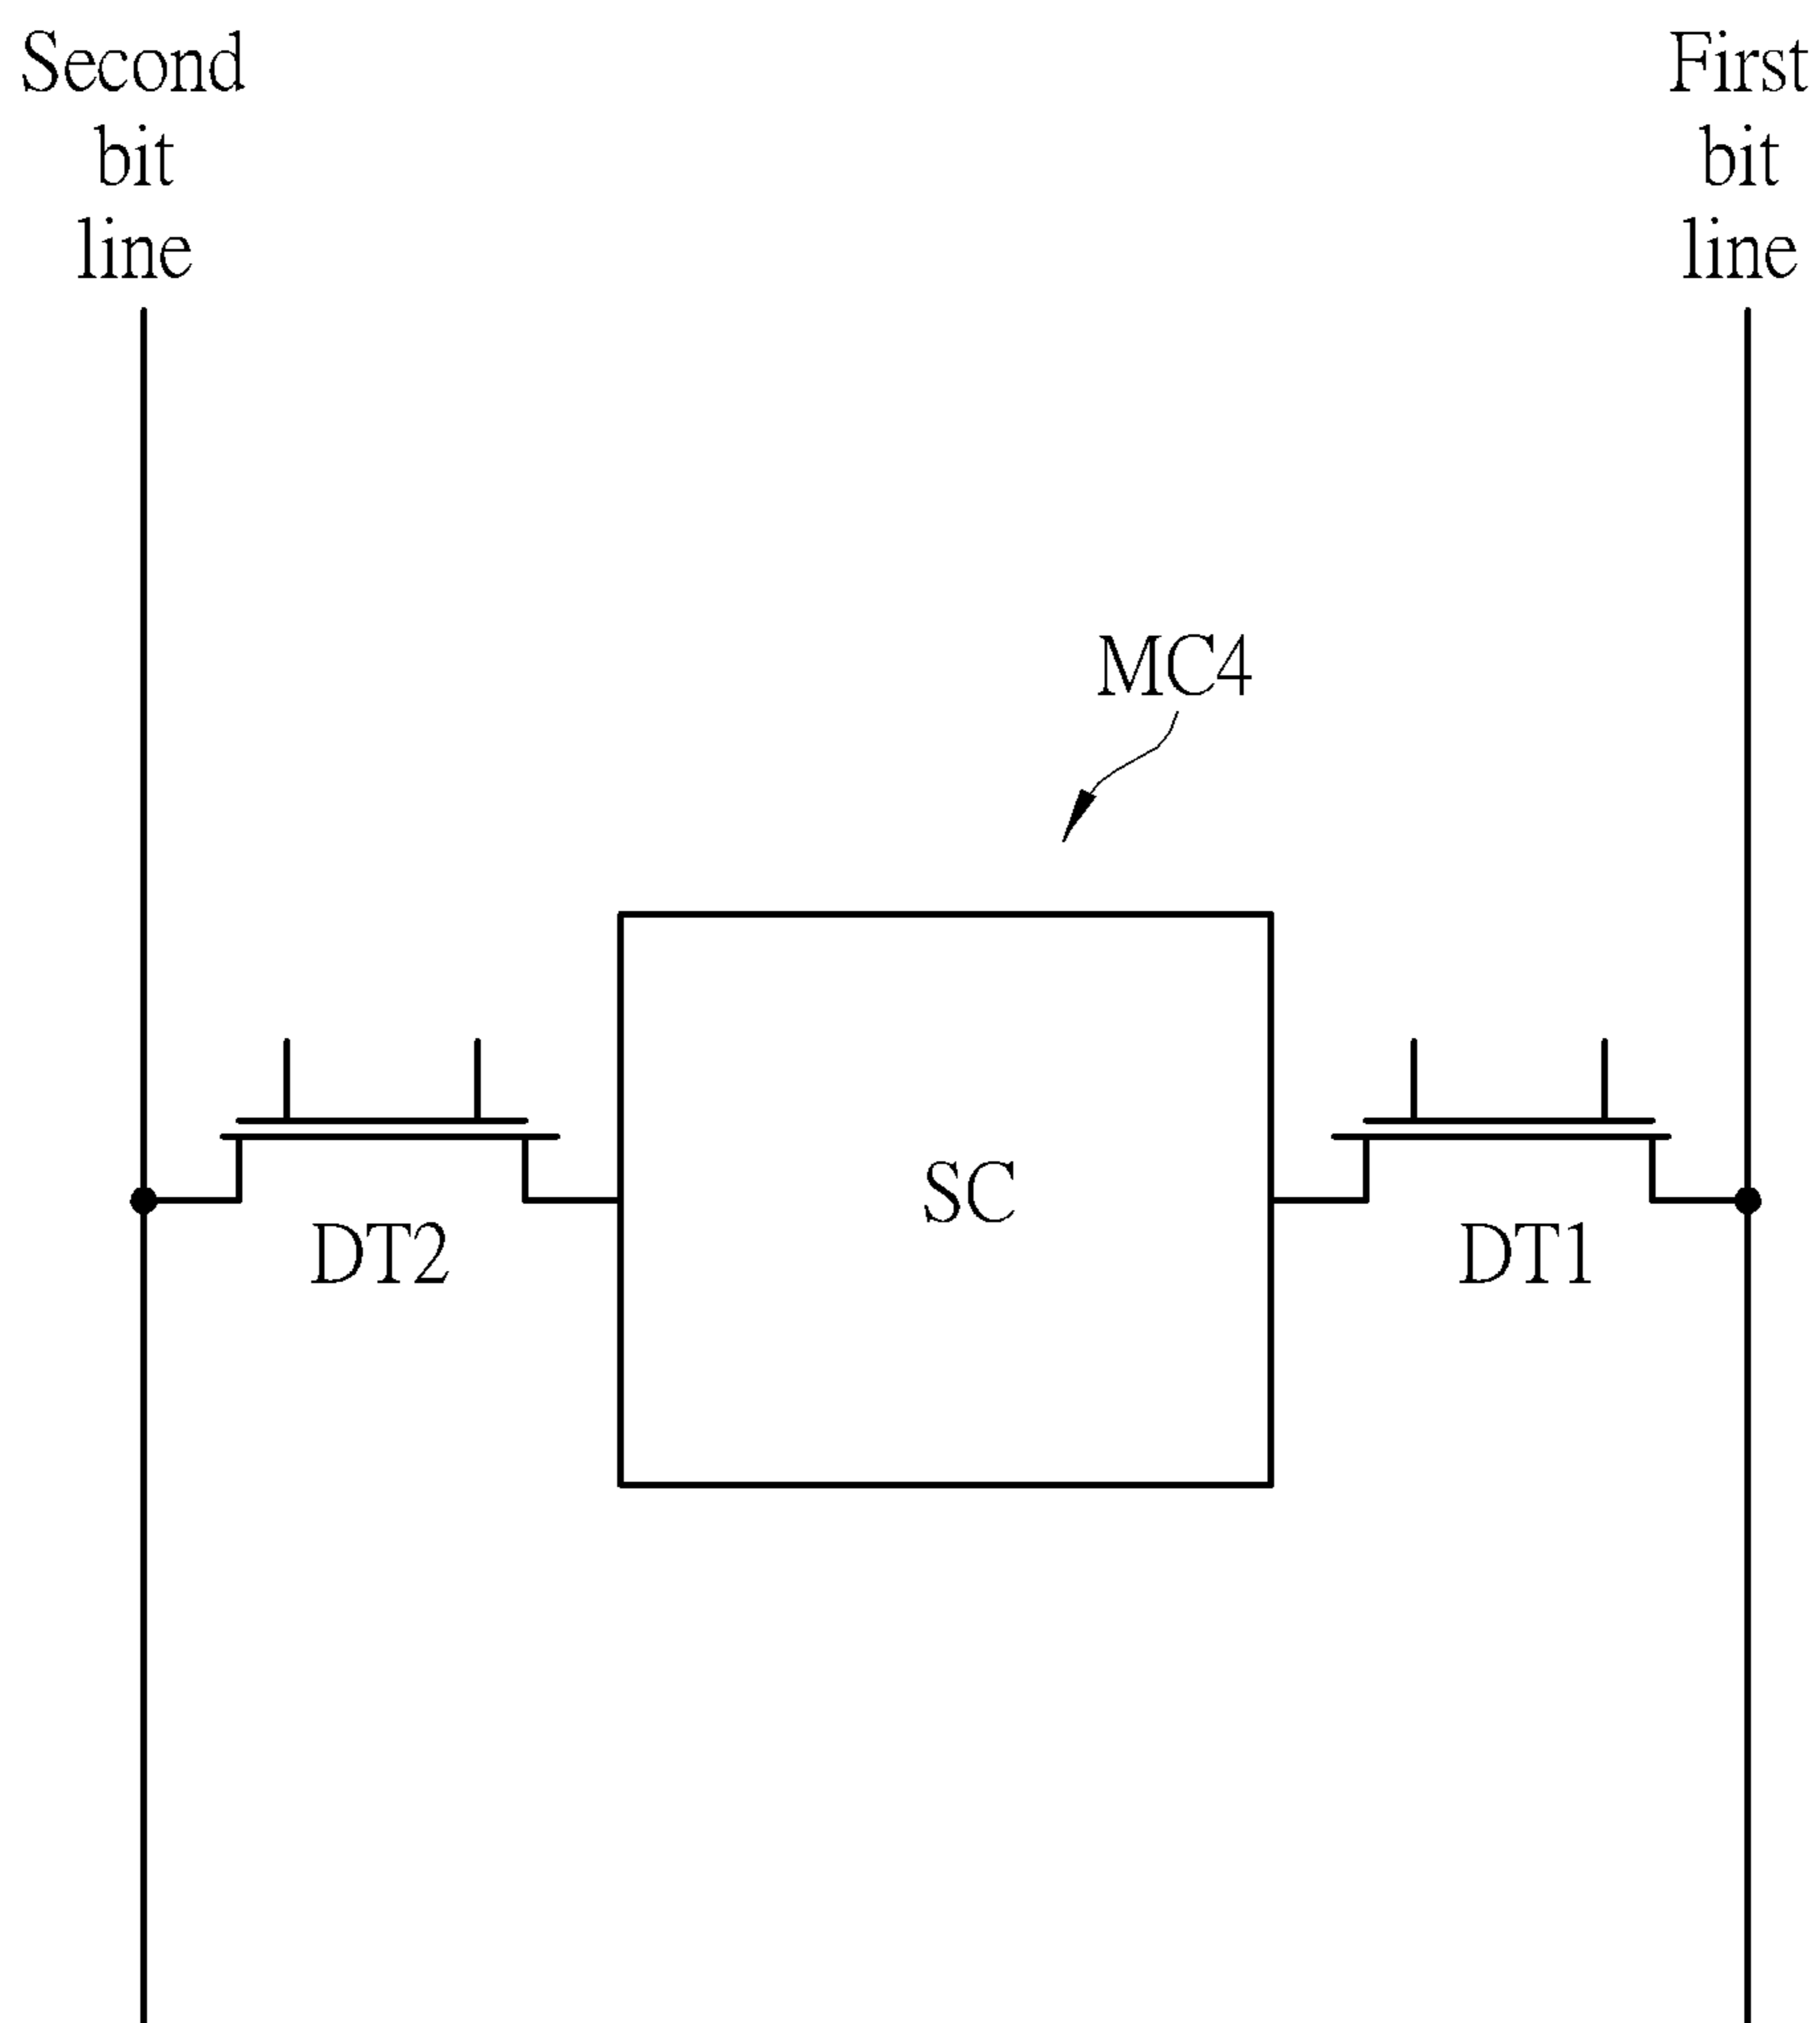 Second
bit
line
First
bit
line
MC4
SC
DT2
DT1